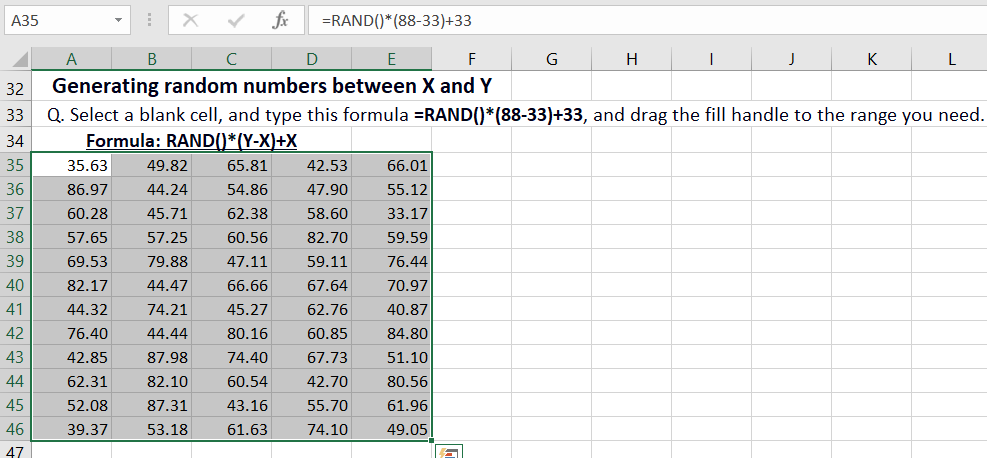 A35 fx =RAND()*(88-33)+33
A B C D E F G H I J K L
32 Generating random numbers between X and Y
33 Q. Select a blank cell, and type this formula =RAND()*(88-33)+33, and drag the fill handle to the range you need.
34 Formula: RAND()*(Y-X)+X
35 35.63 49.82 65.81 42.53 66.01
36 86.97 44.24 54.86 47.90 55.12
37 60.28 45.71 62.38 58.60 33.17
38 57.65 57.25 60.56 82.70 59.59
39 69.53 79.88 47.11 59.11 76.44
40 82.17 44.47 66.66 67.64 70.97
41 44.32 74.21 45.27 62.76 40.87
42 76.40 44.44 80.16 60.85 84.80
43 42.85 87.98 74.40 67.73 51.10
44 62.31 82.10 60.54 42.70 80.56
45 52.08 87.31 43.16 55.70 61.96
46 39.37 53.18 61.63 74.10 49.05
47